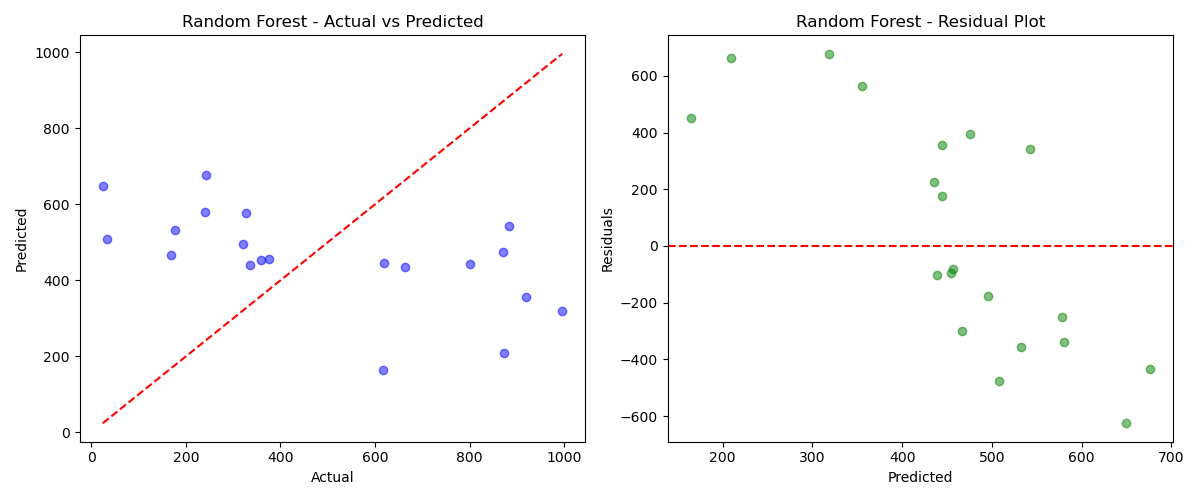 Random Forest - Actual vs Predicted
1000
800
600
400
200
0
Predicted
0 200 400 600 800 1000
Actual
Random Forest - Residual Plot
600
400
200
0
−200
−400
−600
Residuals
200 300 400 500 600 700
Predicted